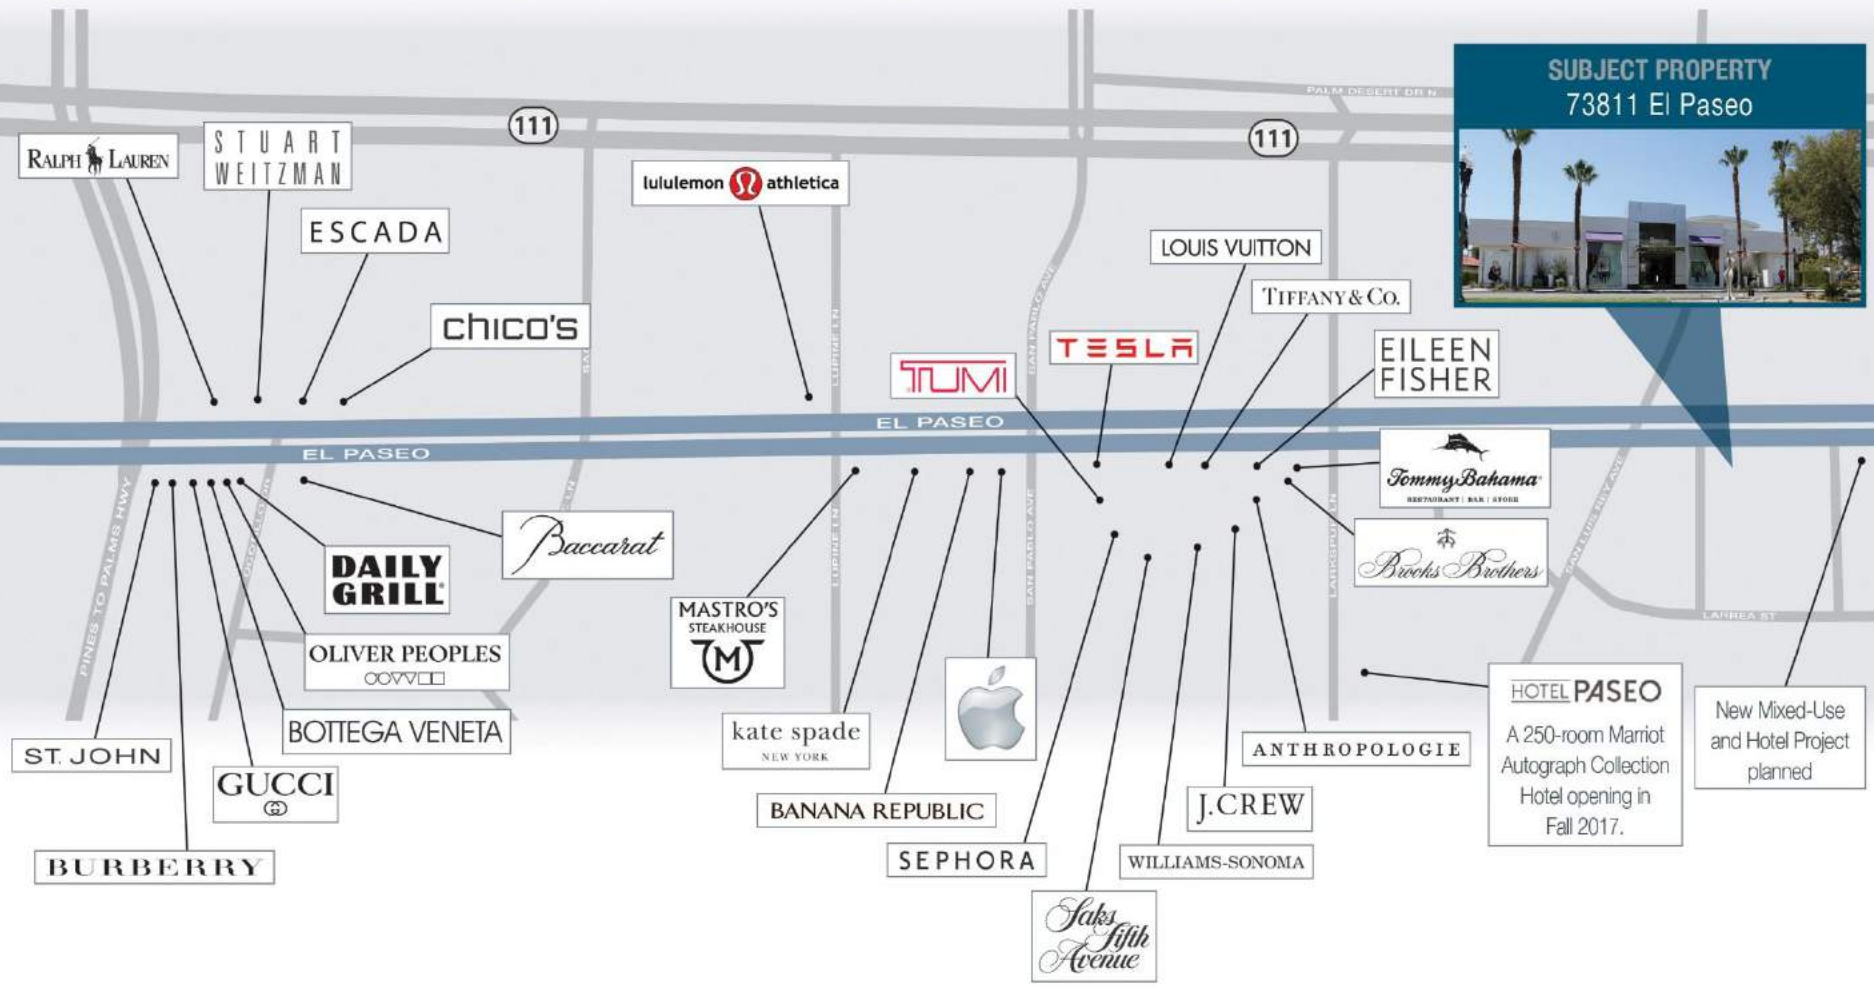 SUBJECT PROPERTY
73811 El Paseo
PALM DESERT DR N
111
111
RALPH LAUREN
STUART
WEITZMAN
ESCADA
chico's
lululemon athletica
LOUIS VUITTON
TIFFANY & CO.
TESLA
TUMI
EILEEN
FISHER
SAN PABLO AVE
LUPINE LN
EL PASEO
EL PASEO
Tommy Bahama
RESTAURANT | BAR | STORE
Brooks Brothers
Baccarat
DAILY
GRILL
OLIVER PEOPLES
BOTTEGA VENETA
ST. JOHN
GUCCI
BURBERRY
PINES TO PALMS HWY
MASTRO'S
STEAKHOUSE
M
kate spade
NEW YORK
BANANA REPUBLIC
SEPHORA
Saks
Fifth
Avenue
WILLIAMS-SONOMA
J.CREW
ANTHROPOLOGIE
LUPINE LN
SAN PABLO AVE
LARKSPUR LN
SAN LUIS REY AVE
LARREA ST
HOTEL PASEO
A 250-room Marriot
Autograph Collection
Hotel opening in
Fall 2017.
New Mixed-Use
and Hotel Project
planned